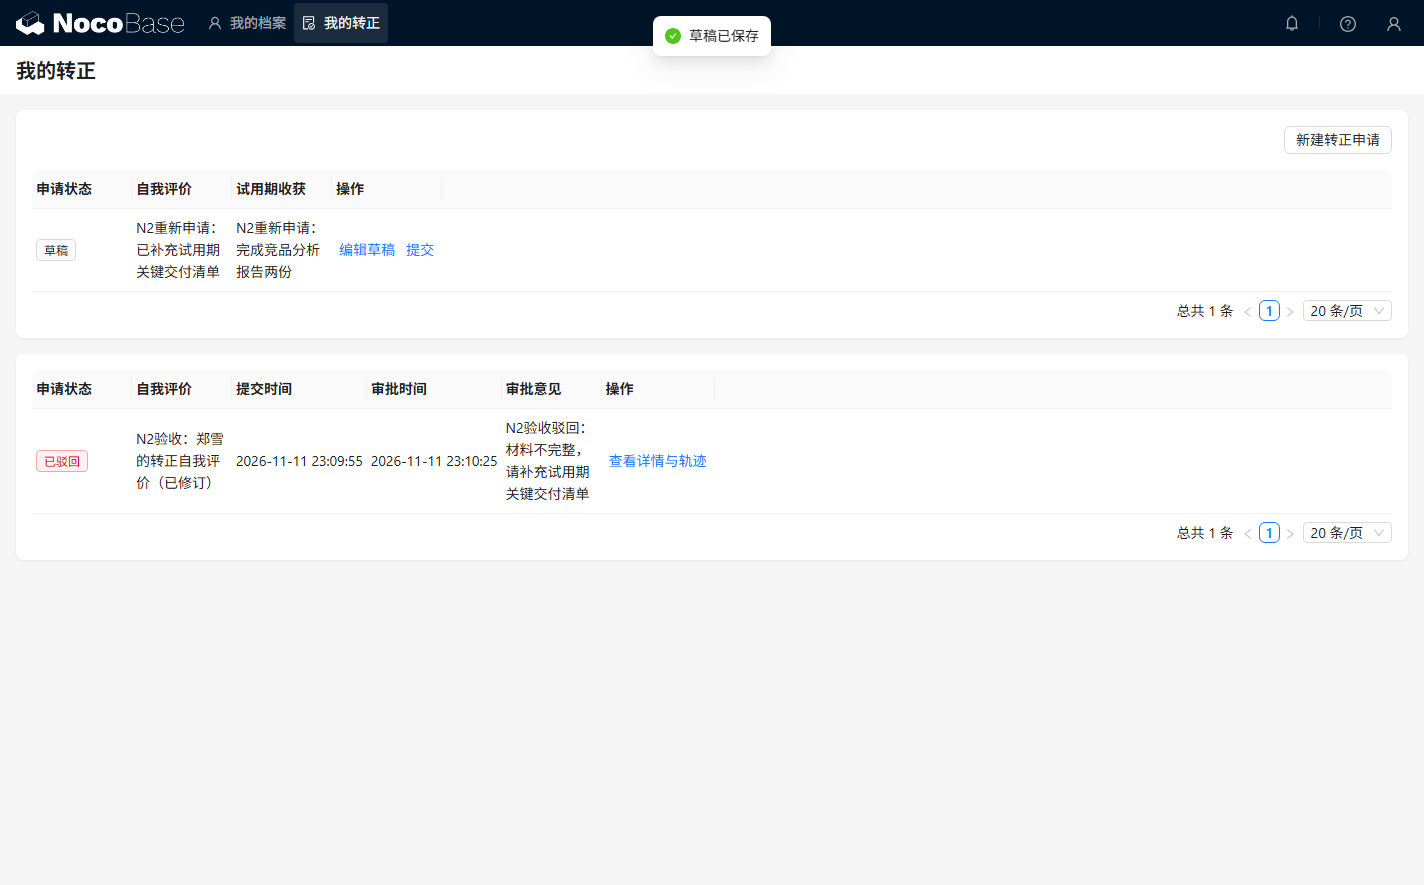 NocoBase 我的档案 我的转正
草稿已保存
我的转正
新建转正申请
申请状态 自我评价 试用期收获 操作
草稿 N2重新申请：已补充试用期关键交付清单 N2重新申请：完成竞品分析报告两份 编辑草稿 提交
总共 1 条 1 20 条/页
申请状态 自我评价 提交时间 审批时间 审批意见 操作
已驳回 N2验收：郑雪的转正自我评价（已修订） 2026-11-11 23:09:55 2026-11-11 23:10:25 N2验收驳回：材料不完整，请补充试用期关键交付清单 查看详情与轨迹
总共 1 条 1 20 条/页